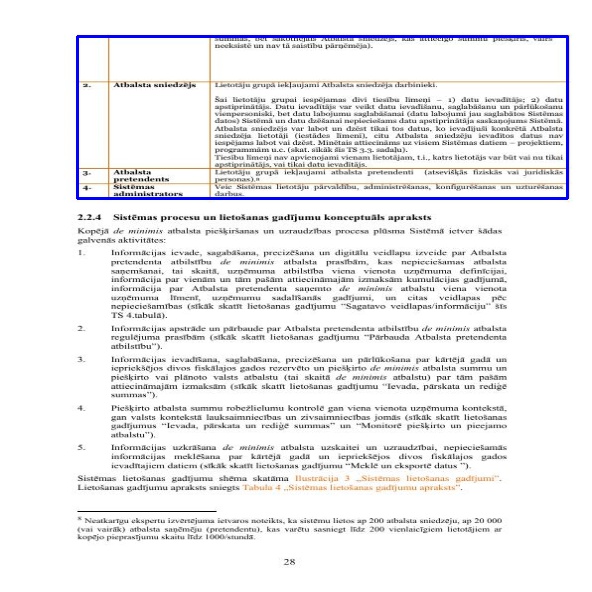 summas, bet sākotnējais Atbalsta sniedzējs, kas attiecīgo summu piešķīris, vairs
neeksistē un nav tā saistību pārņēmēja).
2. Atbalsta sniedzējs Lietotāju grupā iekļaujami Atbalsta sniedzēja darbinieki.
Šai lietotāju grupai iespējamas divi tiesību līmeņi – 1) datu ievadītājs; 2) datu
apstiprinātājs. Datu ievadītājs var veikt datu ievadīšanu, saglabāšanu un pārlūkošanu
vienpersoniski, bet datu labojumu saglabāšanai (datu labojumi jau saglabātos Sistēmas
datos) Sistēmā un datu dzēšanai nepieciešams datu apstiprinātāja saskaņojums Sistēmā.
Atbalsta sniedzējs var labot un dzēst tikai tos datus, ko ievadījuši konkrētā Atbalsta
sniedzēja lietotāji (iestādes līmenī), citu Atbalsta sniedzēju ievadītos datus nav
iespējams labot vai dzēst. Minētais attiecināms uz visiem Sistēmas datiem – projektiem,
programmām u.c. (skat. sīkāk šīs TS 3.3. sadaļu).
Tiesību līmeņi nav apvienojami vienam lietotājam, t.i., katrs lietotājs var būt vai nu tikai
apstiprinātājs, vai tikai datu ievadītājs.
3. Atbalsta Lietotāju grupā iekļaujami atbalsta pretendenti (atsevišķas fiziskās vai juridiskās
pretendents personas).8
4. Sistēmas Veic Sistēmas lietotāju pārvaldību, administrēšanas, konfigurēšanas un uzturēšanas
administrators darbus.
2.2.4 Sistēmas procesu un lietošanas gadījumu konceptuāls apraksts
Kopējā de minimis atbalsta piešķiršanas un uzraudzības procesa plūsma Sistēmā ietver šādas
galvenās aktivitātes:
1. Informācijas ievade, sagabāšana, precizēšana un digitālu veidlapu izveide par Atbalsta
pretendenta atbilstību de minimis atbalsta prasībām, kas nepieciešamas atbalsta
saņemšanai, tai skaitā, uzņēmuma atbilstība viena vienota uzņēmuma definīcijai,
informācija par vienām un tām pašām attiecināmajām izmaksām kumulācijas gadījumā,
informācija par Atbalsta pretendenta saņemto de minimis atbalstu viena vienota
uzņēmuma līmenī, uzņēmumu sadalīšanās gadījumi, un citas veidlapas pēc
nepieciešamības (sīkāk skatīt lietošanas gadījumu “Sagatavo veidlapas/informāciju” šīs
TS 4.tabulā).
2. Informācijas apstrāde un pārbaude par Atbalsta pretendenta atbilstību de minimis atbalsta
regulējuma prasībām (sīkāk skatīt lietošanas gadījumu “Pārbauda Atbalsta pretendenta
atbilstību”).
3. Informācijas ievadīšana, saglabāšana, precizēšana un pārlūkošana par kārtējā gadā un
iepriekšējos divos fiskālajos gados rezervēto un piešķirto de minimis atbalsta summu un
piešķirto vai plānoto valsts atbalstu (tai skaitā de minimis atbalstu) par tām pašām
attiecināmajām izmaksām (sīkāk skatīt lietošanas gadījumu “Ievada, pārskata un rediģē
summas”).
4. Piešķirto atbalsta summu robežlielumu kontrolē gan viena vienota uzņēmuma kontekstā,
gan valsts kontekstā lauksaimniecības un zivsaimniecības jomās (sīkāk skatīt lietošanas
gadījumus “Ievada, pārskata un rediģē summas” un “Monitorē piešķirto un pieejamo
atbalstu”).
5. Informācijas uzkrāšana de minimis atbalsta uzskaitei un uzraudzībai, nepieciešamās
informācijas meklēšana par kārtējā gadā un iepriekšējos divos fiskālajos gados
ievadītajiem datiem (sīkāk skatīt lietošanas gadījumu “Meklē un eksportē datus ”).
Sistēmas lietošanas gadījumu shēma skatāma Ilustrācija 3 „Sistēmas lietošanas gadījumi”.
Lietošanas gadījumu apraksts sniegts Tabula 4 „Sistēmas lietošanas gadījumu apraksts”.
8 Neatkarīgu ekspertu izvērtējuma ietvaros noteikts, ka sistēmu lietos ap 200 atbalsta sniedzēju, ap 20 000
(vai vairāk) atbalsta saņēmēju (pretendentu), kas varētu sasniegt līdz 200 vienlaicīgiem lietotājiem ar
kopējo pieprasījumu skaitu līdz 1000/stundā.
28